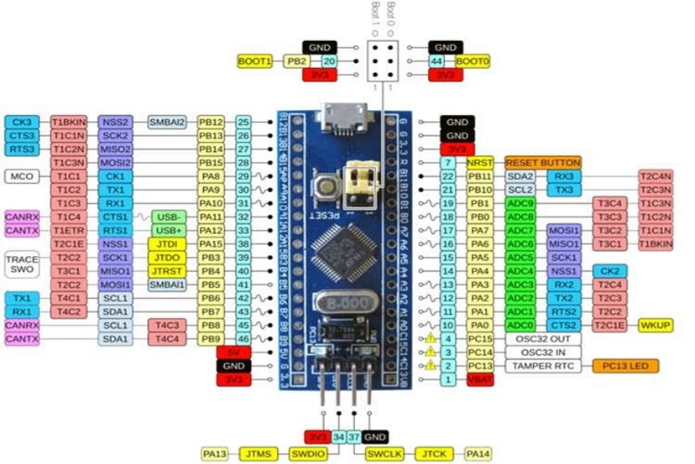 Boot 1 Boot 0
GND GND
BOOT1 PB2 20 44 BOOT0
3V3 3V3
1 1
GND
CK3 T1BKIN NSS2 SMBAI2 PB12 25 GND
CTS3 T1C1N SCK2 PB13 26 GND
RTS3 T1C2N MISO2 PB14 27 3V3
T1C3N MOSI2 PB15 28 7 NRST RESET BUTTON
MCO T1C1 CK1 PA8 29 22 PB11 SDA2 RX3 T2C4N
T1C2 TX1 PA9 30 21 PB10 SCL2 TX3 T2C3N
T1C3 RX1 PA10 31 19 PB1 ADC9 T3C4 T1C3N
CANRX T1C4 CTS1 USB- PA11 32 18 PB0 ADC8 T3C3 T1C2N
CANTX T1ETR RTS1 USB+ PA12 33 17 PA7 ADC7 MOSI1 T3C2 T1C1N
T2C1E NSS1 JTDI PA15 38 16 PA6 ADC6 MISO1 T3C1 T1BKIN
TRACE SWO T2C2 SCK1 JTDO PB3 39 15 PA5 ADC5 SCK1
T3C1 MISO1 JTRST PB4 40 14 PA4 ADC4 NSS1 CK2
T3C2 MOSI1 SMBAI1 PB5 41 13 PA3 ADC3 RX2 T2C4
TX1 T4C1 SCL1 PB6 42 12 PA2 ADC2 TX2 T2C3
RX1 T4C2 SDA1 PB7 43 11 PA1 ADC1 RTS2 T2C2
CANRX SCL1 T4C3 PB8 45 10 PA0 ADC0 CTS2 T2C1E WKUP
CANTX SDA1 T4C4 PB9 46 4 PC15 OSC32 OUT
5V 3 PC14 OSC32 IN
GND 2 PC13 TAMPER RTC PC13 LED
3V3 1 VBAT
RESET
8.000
3V3 34 37 GND
PA13 JTMS SWDIO SWCLK JTCK PA14